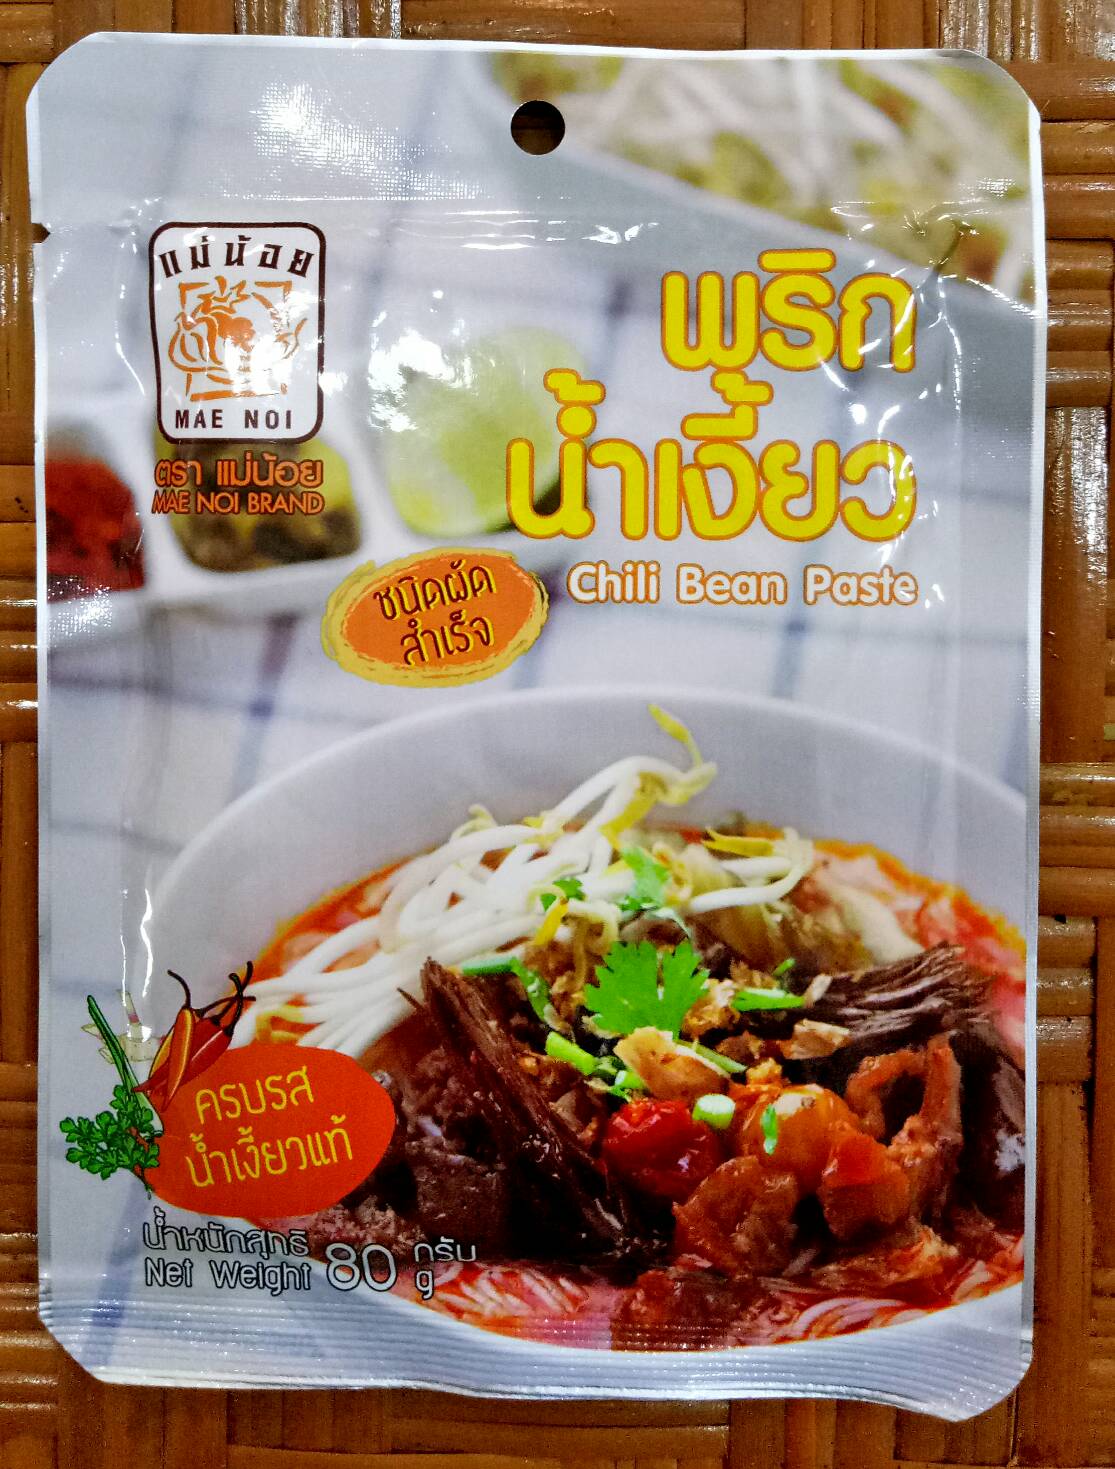 แม่น้อย
MAE NOI
ตรา แม่น้อย
MAE NOI BRAND
พริก
น้ำเงี้ยว
Chili Bean Paste
ชนิดผัด
สำเร็จ
ครบรส
น้ำเงี้ยวแท้
น้ำหนักสุทธิ 80 กรัม
Net Weight g